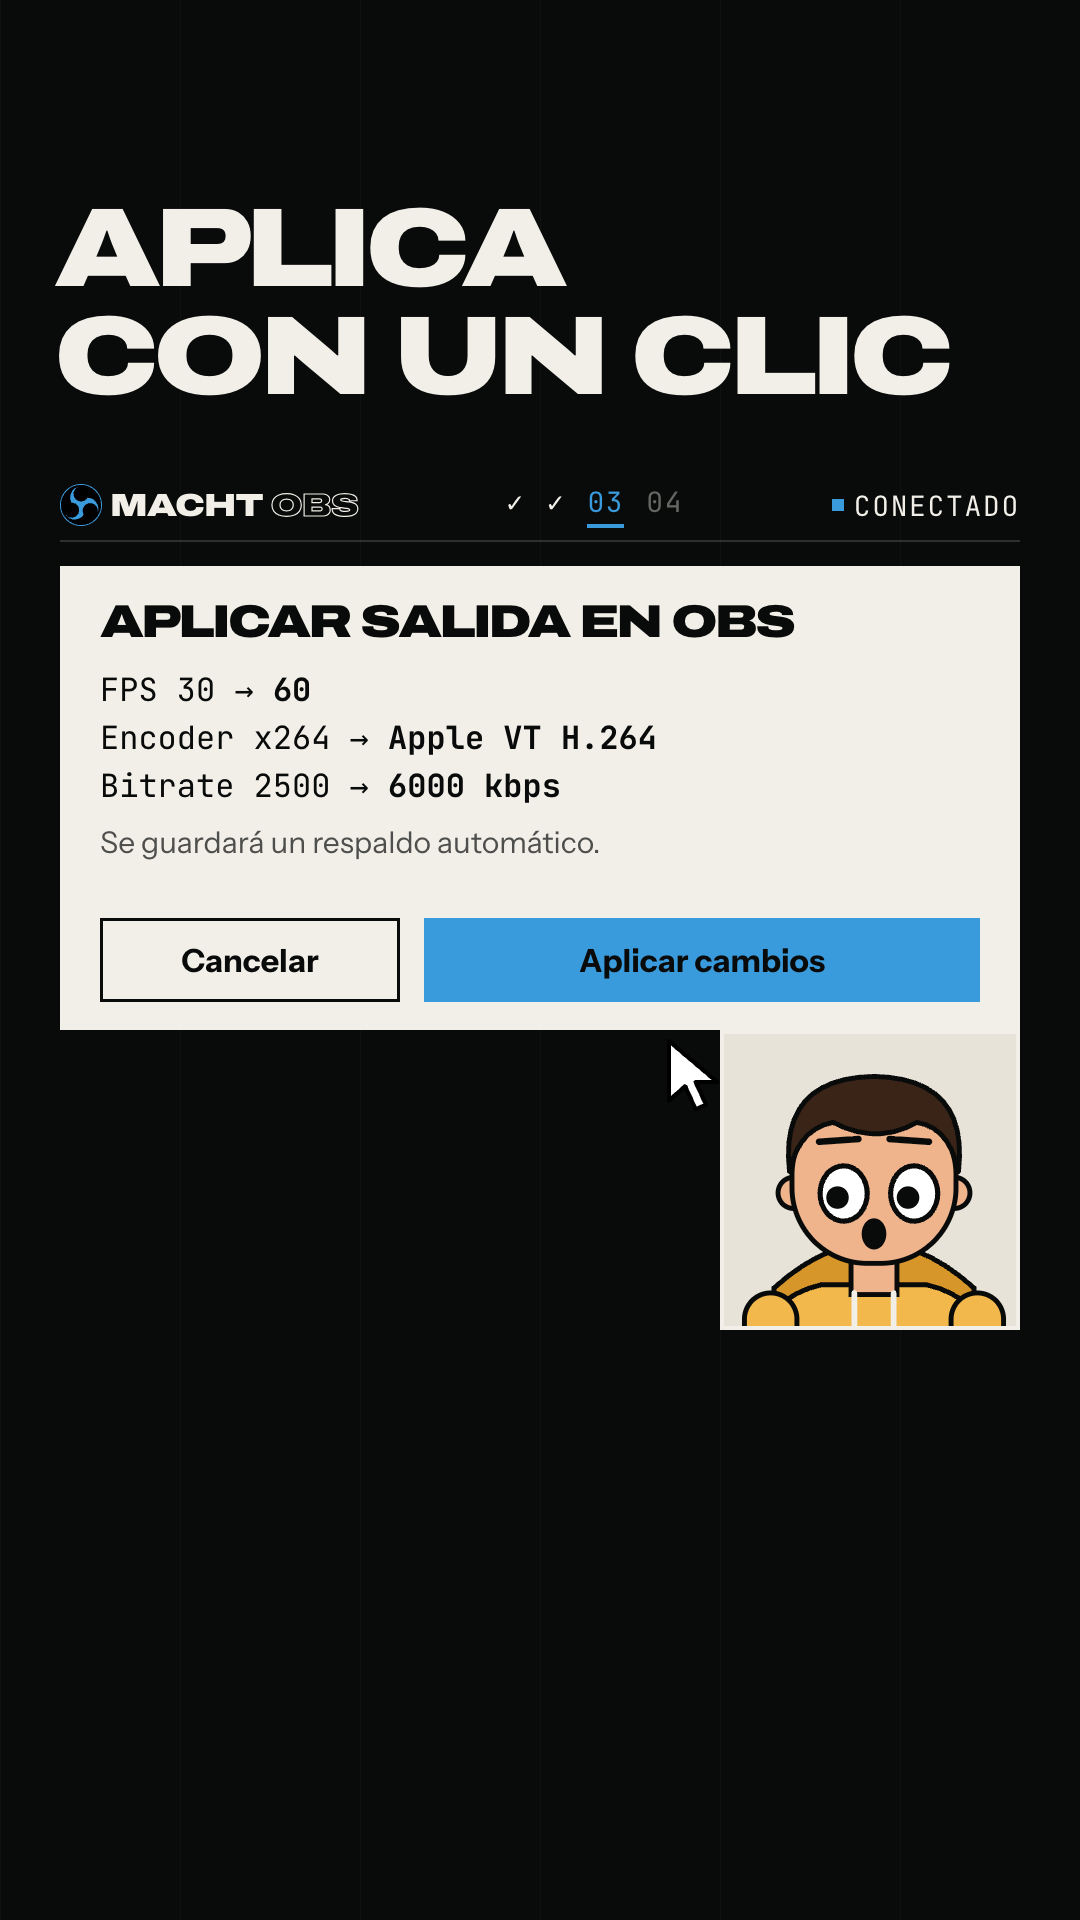 APLICA
CON UN CLIC
MACHT OBS ✓ ✓ 03 04 CONECTADO
APLICAR SALIDA EN OBS
FPS 30 → 60
Encoder x264 → Apple VT H.264
Bitrate 2500 → 6000 kbps
Se guardará un respaldo automático.
Cancelar Aplicar cambios